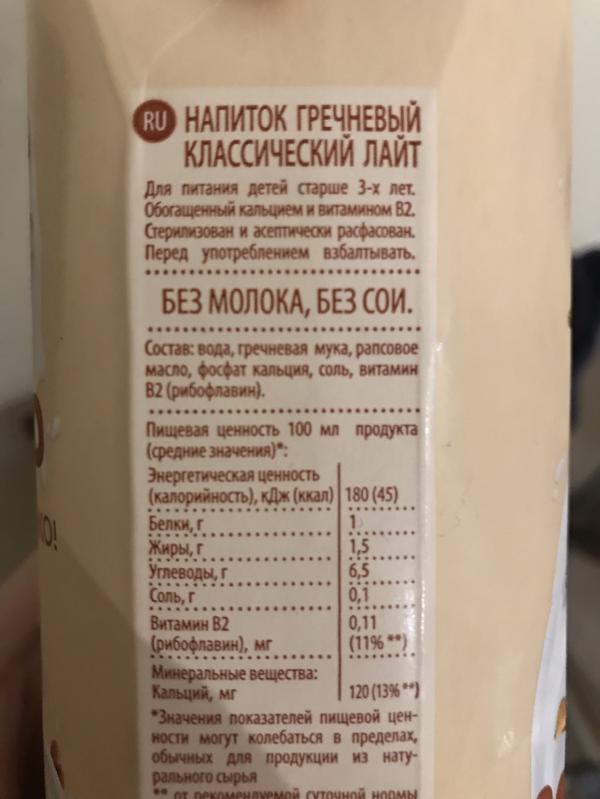 RU НАПИТОК ГРЕЧНЕВЫЙ
КЛАССИЧЕСКИЙ ЛАЙТ
Для питания детей старше 3-х лет.
Обогащенный кальцием и витамином В2.
Стерилизован и асептически расфасован.
Перед употреблением взбалтывать.
БЕЗ МОЛОКА, БЕЗ СОИ.
Состав: вода, гречневая мука, рапсовое
масло, фосфат кальция, соль, витамин
В2 (рибофлавин).
Пищевая ценность 100 мл продукта
(средние значения)*:
Энергетическая ценность
(калорийность), кДж (ккал) 180 (45)
Белки, г 1
Жиры, г 1,5
Углеводы, г 6,5
Соль, г 0,1
Витамин В2 0,11
(рибофлавин), мг (11% **)
Минеральные вещества:
Кальций, мг 120 (13% **)
*Значения показателей пищевой цен-
ности могут колебаться в пределах,
обычных для продукции из нату-
рального сырья
** от рекомендуемой суточной нормы